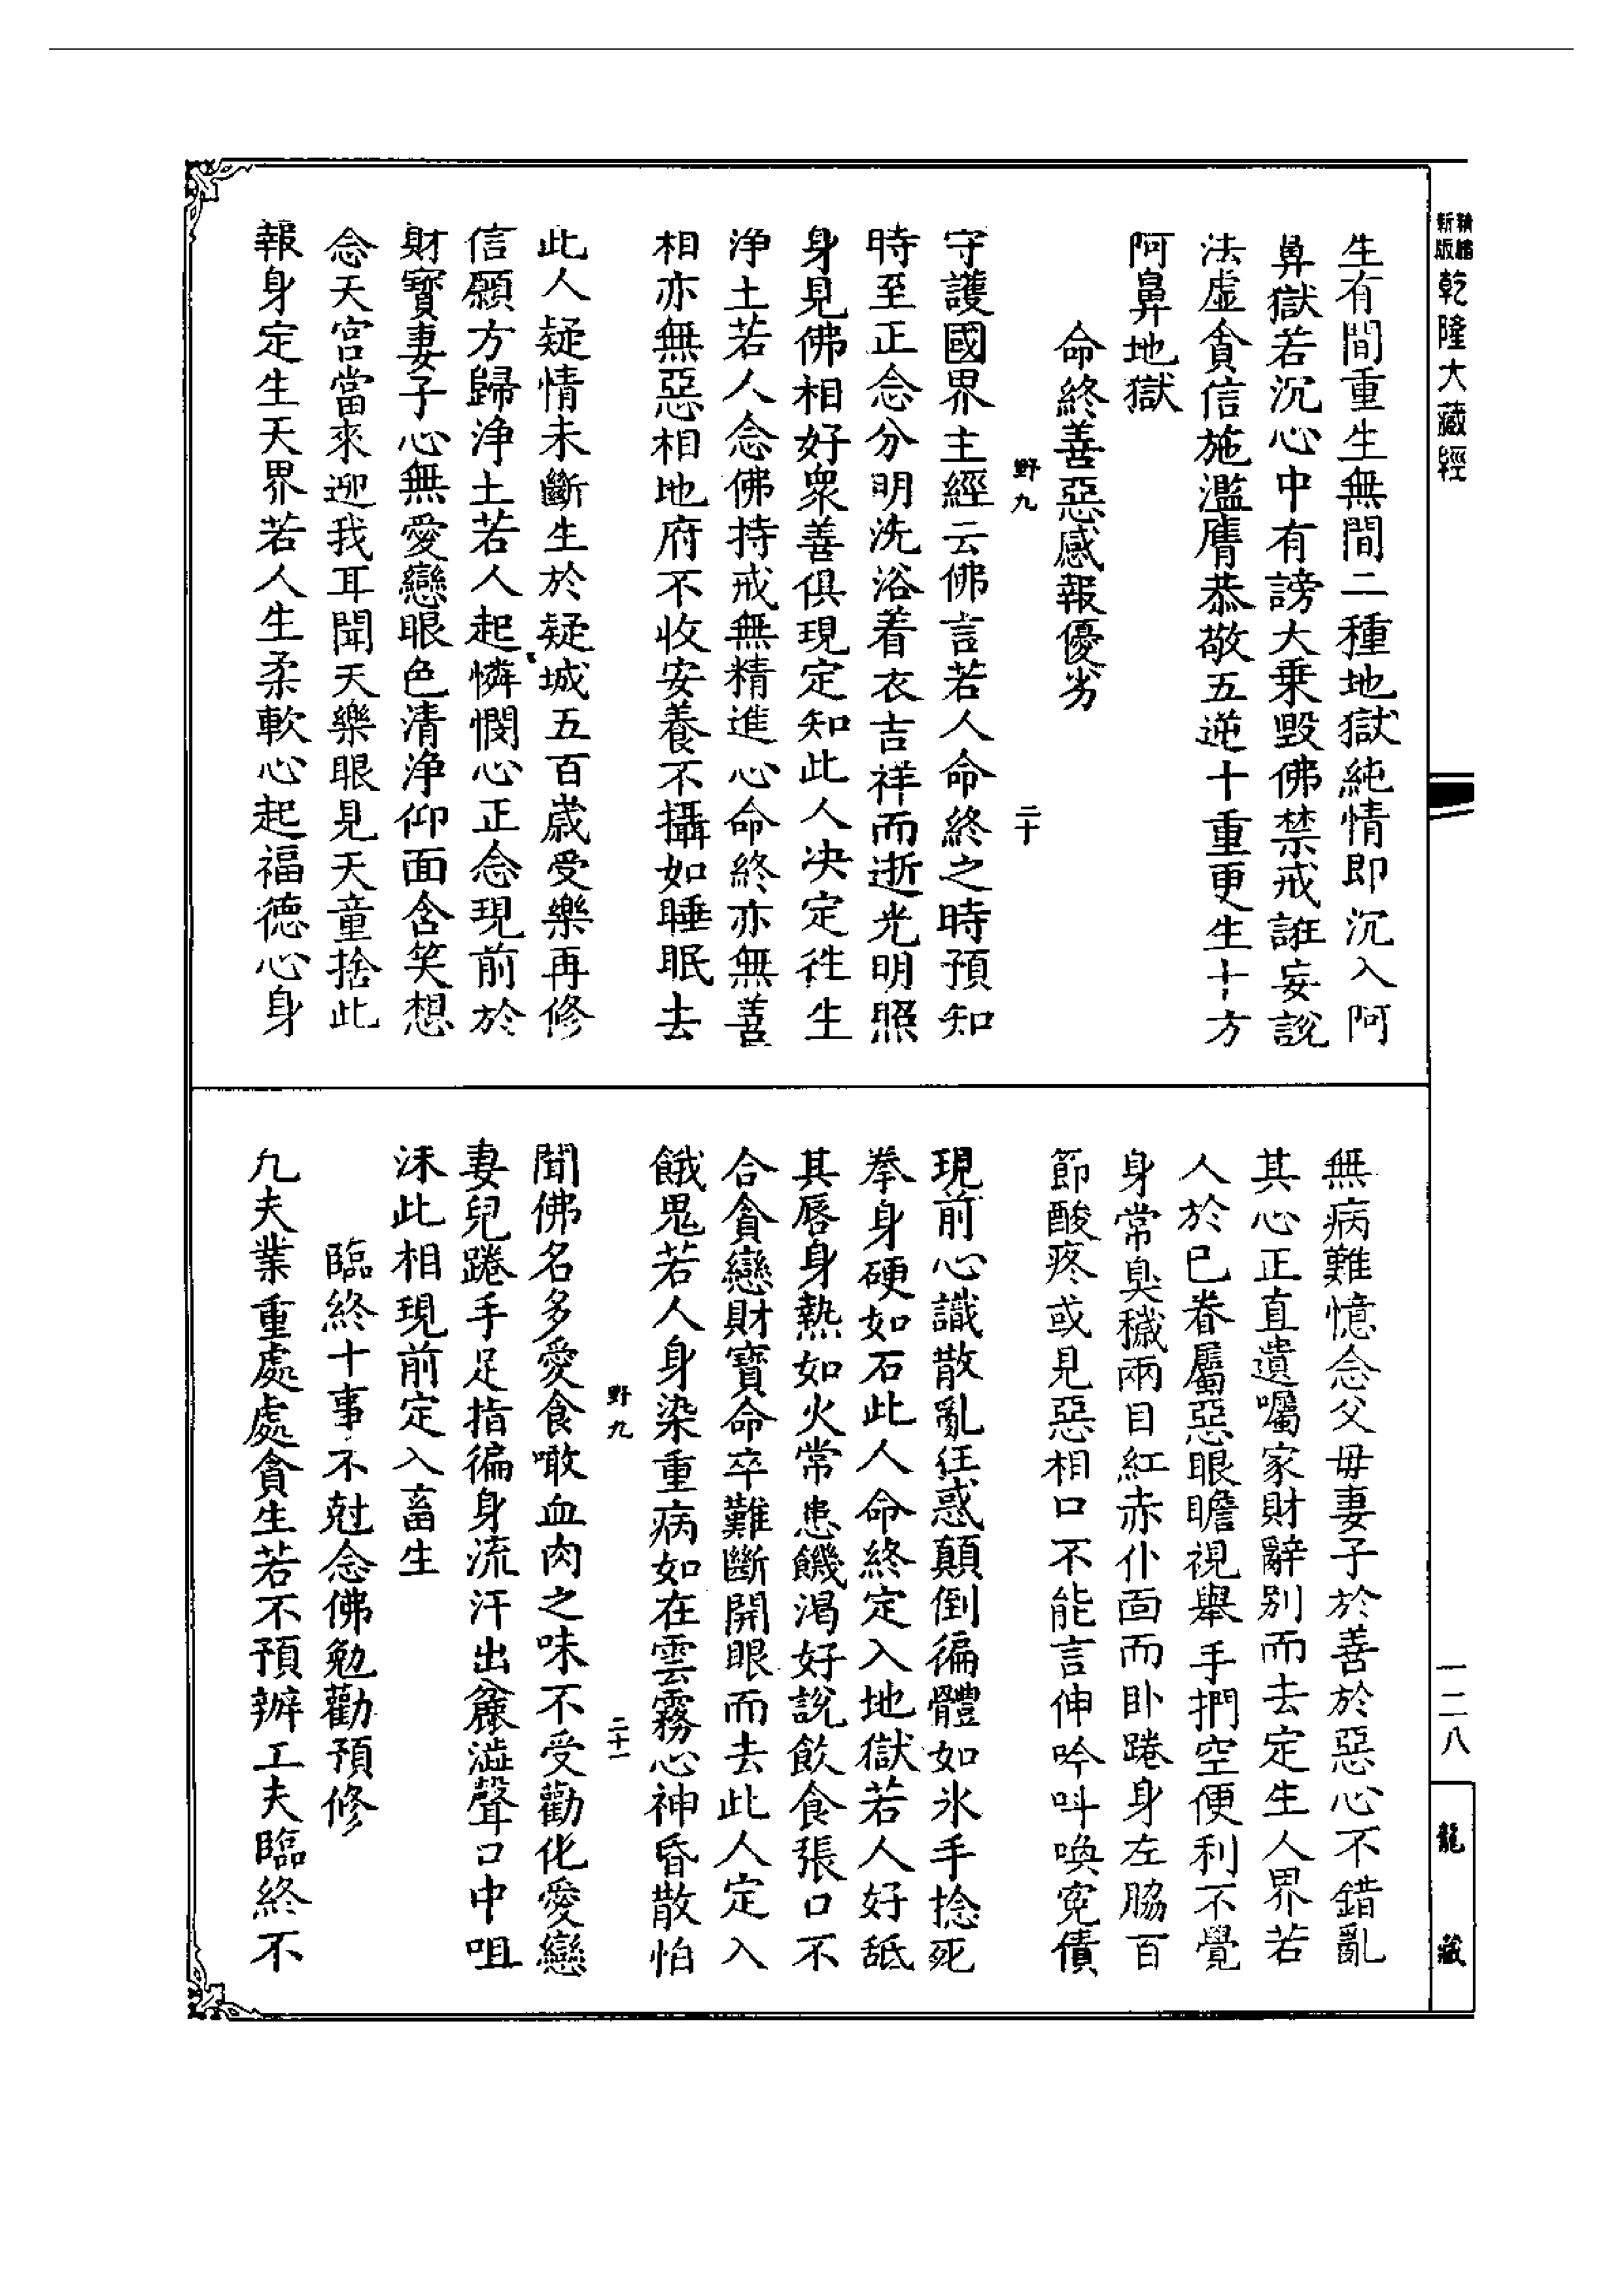 新版精縮
乾隆大藏經
生有間重生無間二種地獄純情即沉入阿
鼻獄若沉心中有謗大乗毀佛禁戒誑妄說
法虛貪信施濫膺恭敬五逆十重更生十方
阿鼻地獄
命終善惡感報優劣
野九
二十
守護國界主經云佛言若人命終之時預知
時至正念分明洗浴着衣吉祥而逝光明照
身見佛相好衆善俱現定知此人决定徃生
浄土若人念佛持戒無精進心命終亦無善
相亦無惡相地府不收安養不攝如睡眠去
此人疑情未斷生於疑城五百歲受樂再修
信願方歸浄土若人起憐憫心正念現前於
財寶妻子心無愛戀眼色清浄仰面含笑想
念天宫當來迎我耳聞天樂眼見天童捨此
報身定生天界若人生柔軟心起福德心身
無病難憶念父母妻子於善於惡心不錯亂
其心正直遺囑家財辭别而去定生人界若
人於已眷屬惡眼瞻視舉手捫空便利不覺
身常臭穢兩目紅赤仆面而卧踡身左脇百
節酸疼或見惡相口不能言伸吟呌喚寃債
現前心識散亂狂惑顛倒徧體如氷手捻死
拳身硬如石此人命終定入地獄若人好舐
其唇身熱如火常患饑渴好說飲食張口不
合貪戀財寶命卒難斷開眼而去此人定入
餓鬼若人身染重病如在雲霧心神昏散怕
野九
二十一
聞佛名多愛食噉血肉之味不受勸化愛戀
妻兒踡手足指徧身流汗出麄澁聲口中咀
沬此相現前定入畜生
臨終十事不尅念佛勉勸預修
凡夫業重處處貪生若不預辦工夫臨終不
一二八
龍藏